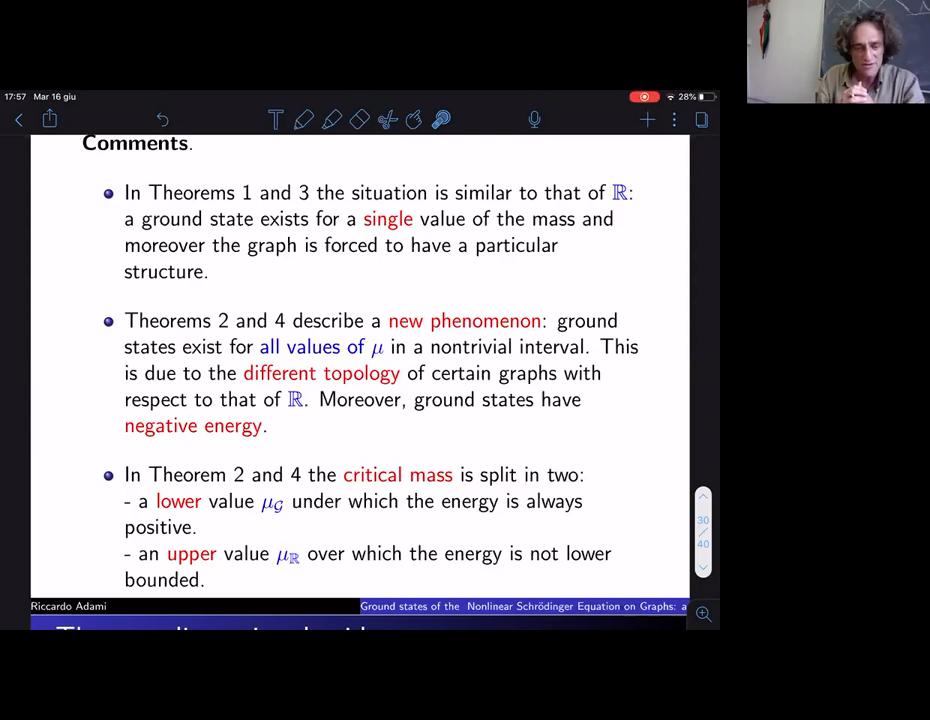 17:57 Mar 16 giu
28%
Comments.
In Theorems 1 and 3 the situation is similar to that of ℝ:
a ground state exists for a single value of the mass and
moreover the graph is forced to have a particular
structure.
Theorems 2 and 4 describe a new phenomenon: ground
states exist for all values of μ in a nontrivial interval. This
is due to the different topology of certain graphs with
respect to that of ℝ. Moreover, ground states have
negative energy.
In Theorem 2 and 4 the critical mass is split in two:
- a lower value μ_G under which the energy is always
positive.
- an upper value μ_ℝ over which the energy is not lower
bounded.
30
/
40
Riccardo Adami
Ground states of the Nonlinear Schrödinger Equation on Graphs: a